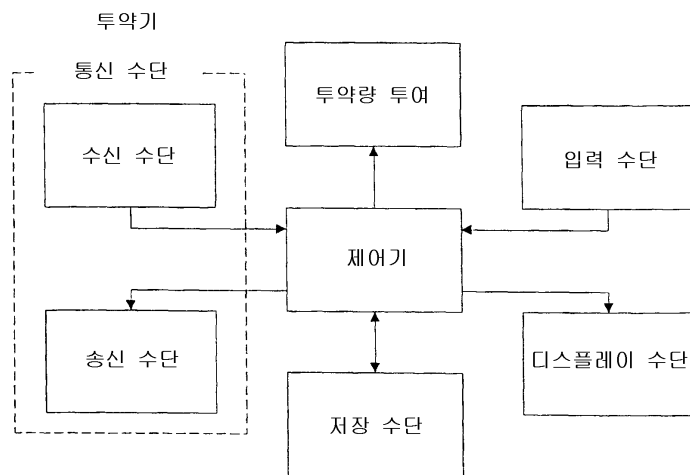 투약기
통신 수단
수신 수단
투약량 투여
입력 수단
제어기
송신 수단
디스플레이 수단
저장 수단